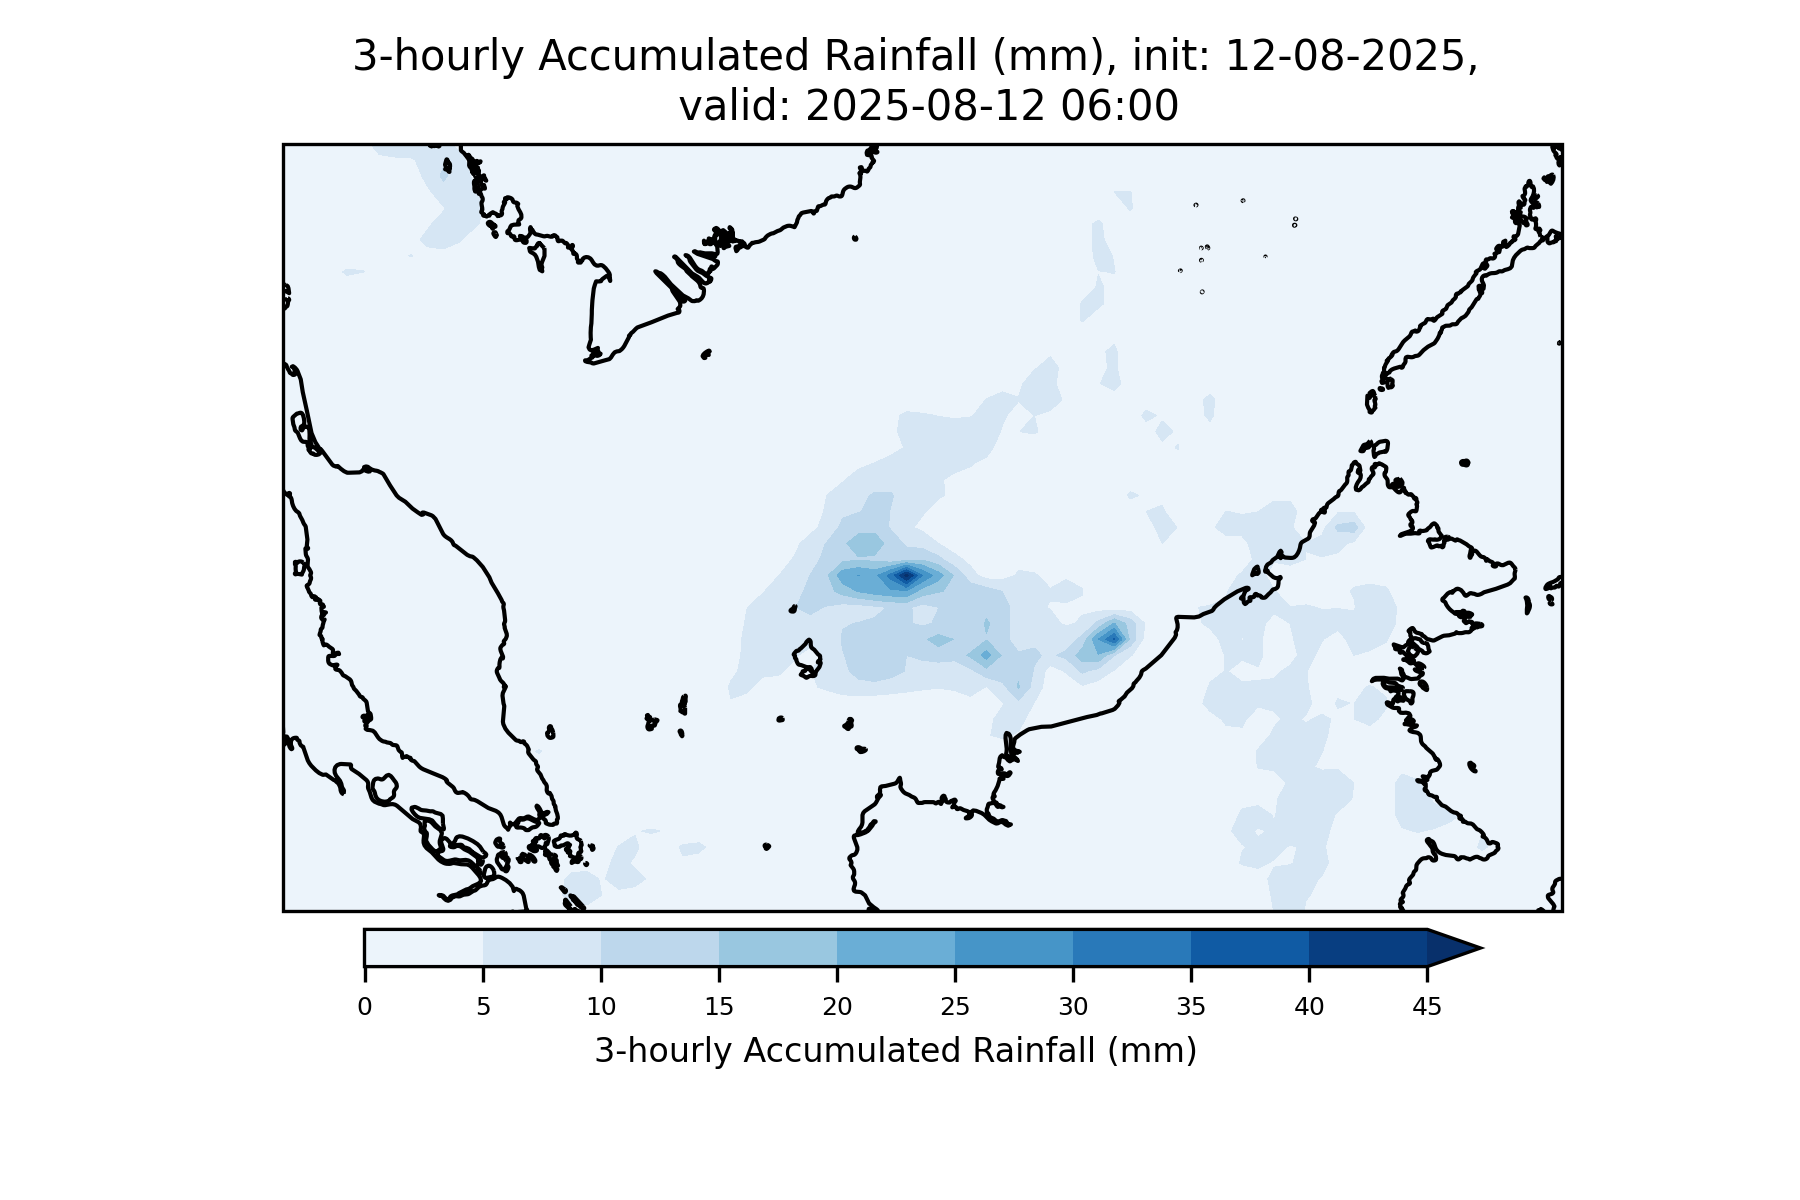 3-hourly Accumulated Rainfall (mm), init: 12-08-2025,
valid: 2025-08-12 06:00
0 5 10 15 20 25 30 35 40 45
3-hourly Accumulated Rainfall (mm)